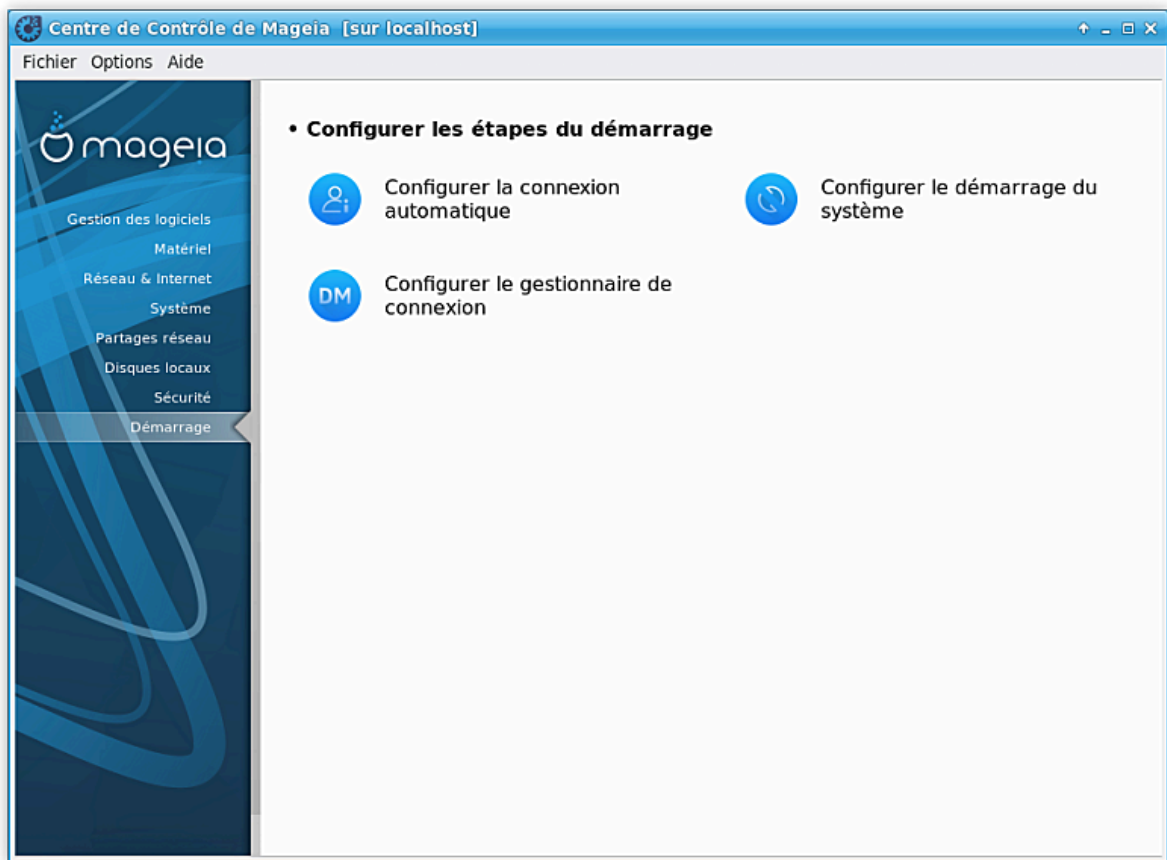 Centre de Contrôle de Mageia [sur localhost]
Fichier Options Aide
mageia
Gestion des logiciels
Matériel
Réseau & Internet
Système
Partages réseau
Disques locaux
Sécurité
Démarrage
• Configurer les étapes du démarrage
Configurer la connexion
automatique
Configurer le démarrage du
système
DM
Configurer le gestionnaire de
connexion